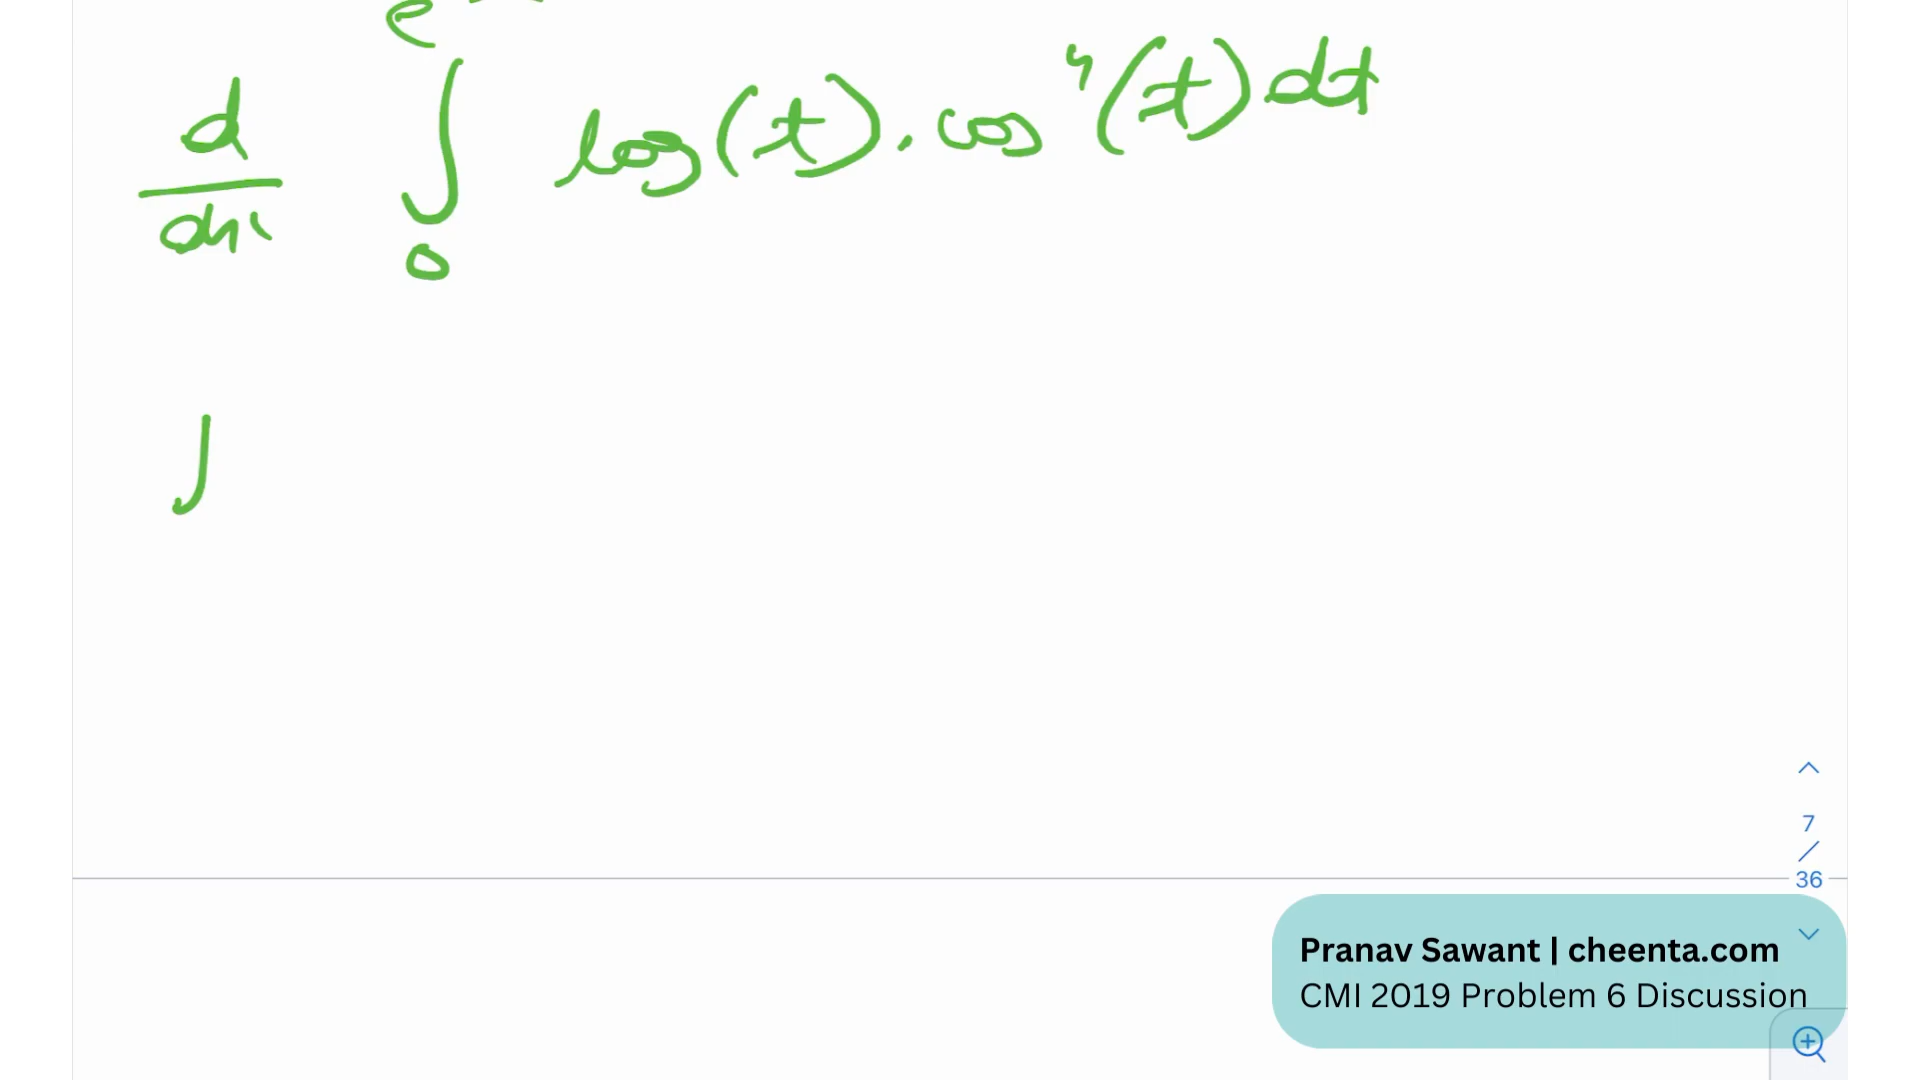 e
d/dx ∫ log(t) . cos⁴(t) dt
0
∫
7
/
36
Pranav Sawant | cheenta.com
CMI 2019 Problem 6 Discussion